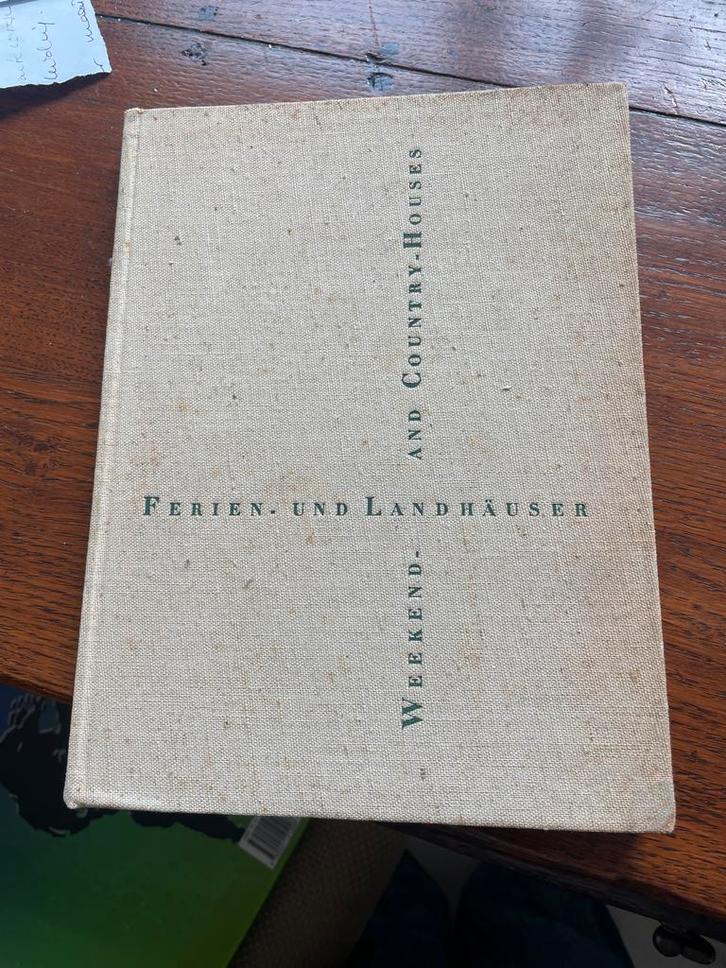 FERIEN- UND LANDHÄUSER
WEEKEND- AND COUNTRY-HOUSES